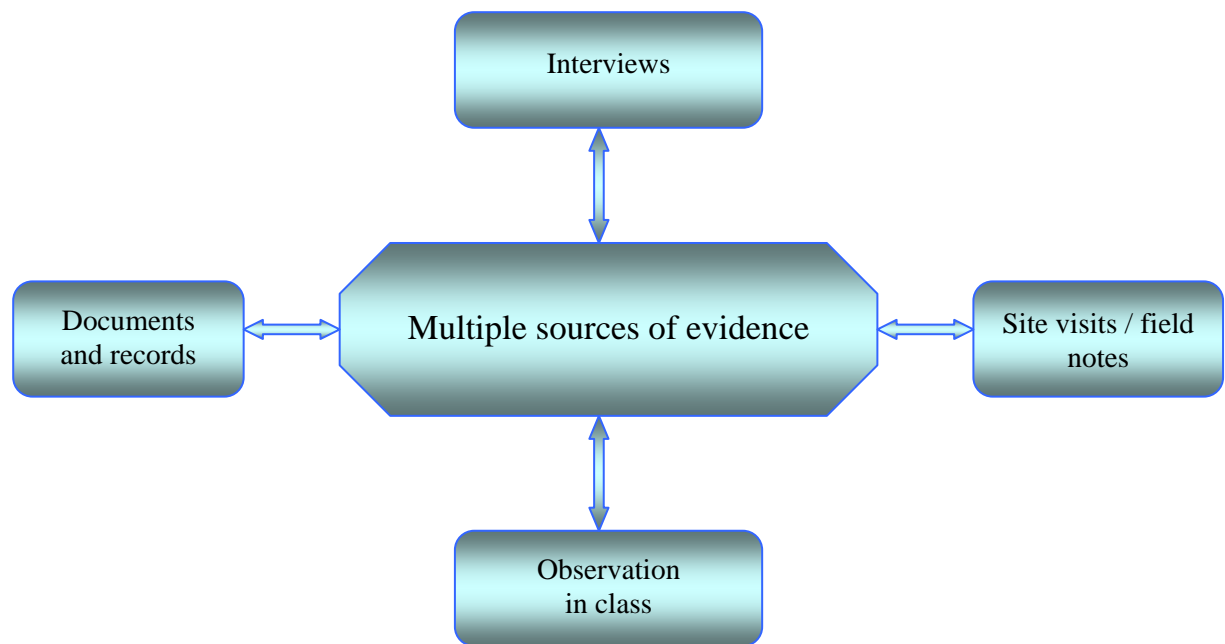 Interviews
Documents
and records
Multiple sources of evidence
Site visits / field
notes
Observation
in class